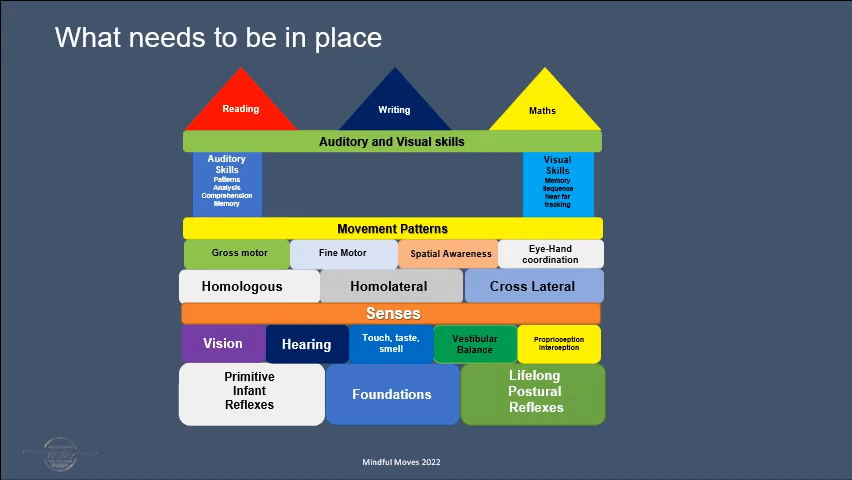 What needs to be in place
Reading
Writing
Maths
Auditory and Visual skills
Auditory
Skills
Patterns
Analysis
Comprehension
Memory
Visual
Skills
Memory
Sequence
Near far
tracking
Movement Patterns
Gross motor
Fine Motor
Spatial Awareness
Eye-Hand
coordination
Homologous
Homolateral
Cross Lateral
Senses
Vision
Hearing
Touch, taste,
smell
Vestibular
Balance
Proprioception
Interception
Primitive
Infant
Reflexes
Foundations
Lifelong
Postural
Reflexes
Mindful Moves 2022